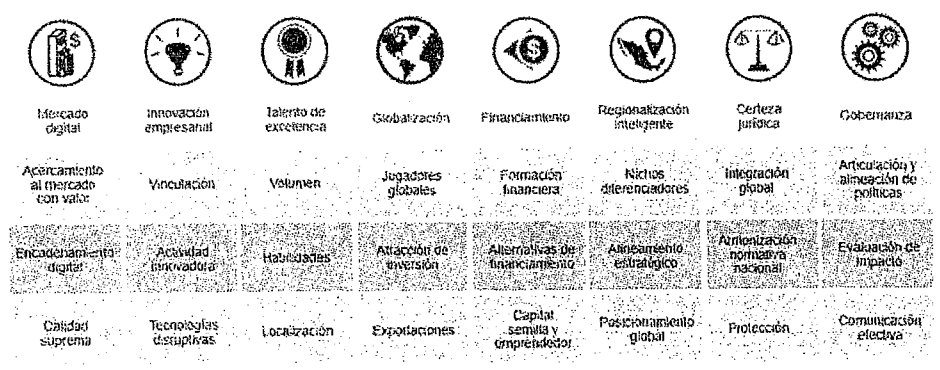 $
$
Mercado
digital
Innovación
empresarial
Talento de
excelencia
Globalización
Financiamiento
Regionalización
inteligente
Certeza
jurídica
Gobernanza
Acercamiento
al mercado
con valor
Vinculación
Volumen
Jugadores
globales
Formación
financiera
Nichos
diferenciadores
Integración
global
Articulación y
alineación de
políticas
Encadenamiento
digital
Actividad
innovadora
Habilidades
Atracción de
inversión
Alternativas de
financiamiento
Alineamiento
estratégico
Armonización
normativa
nacional
Evaluación de
impacto
Calidad
suprema
Tecnologías
disruptivas
Localización
Exportaciones
Capital
semilla y
emprendedor
Posicionamiento
global
Protección
Comunicación
efectiva